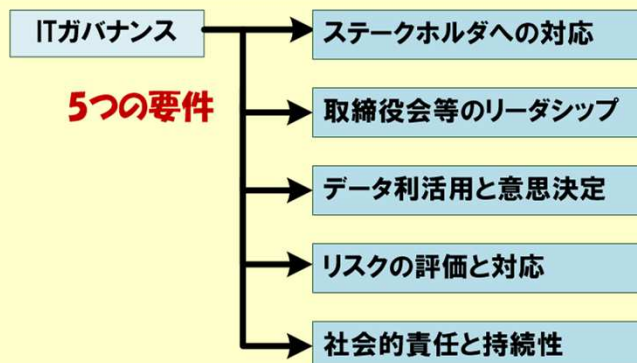 ITガバナンス
ステークホルダへの対応
5つの要件
取締役会等のリーダシップ
データ利活用と意思決定
リスクの評価と対応
社会的責任と持続性